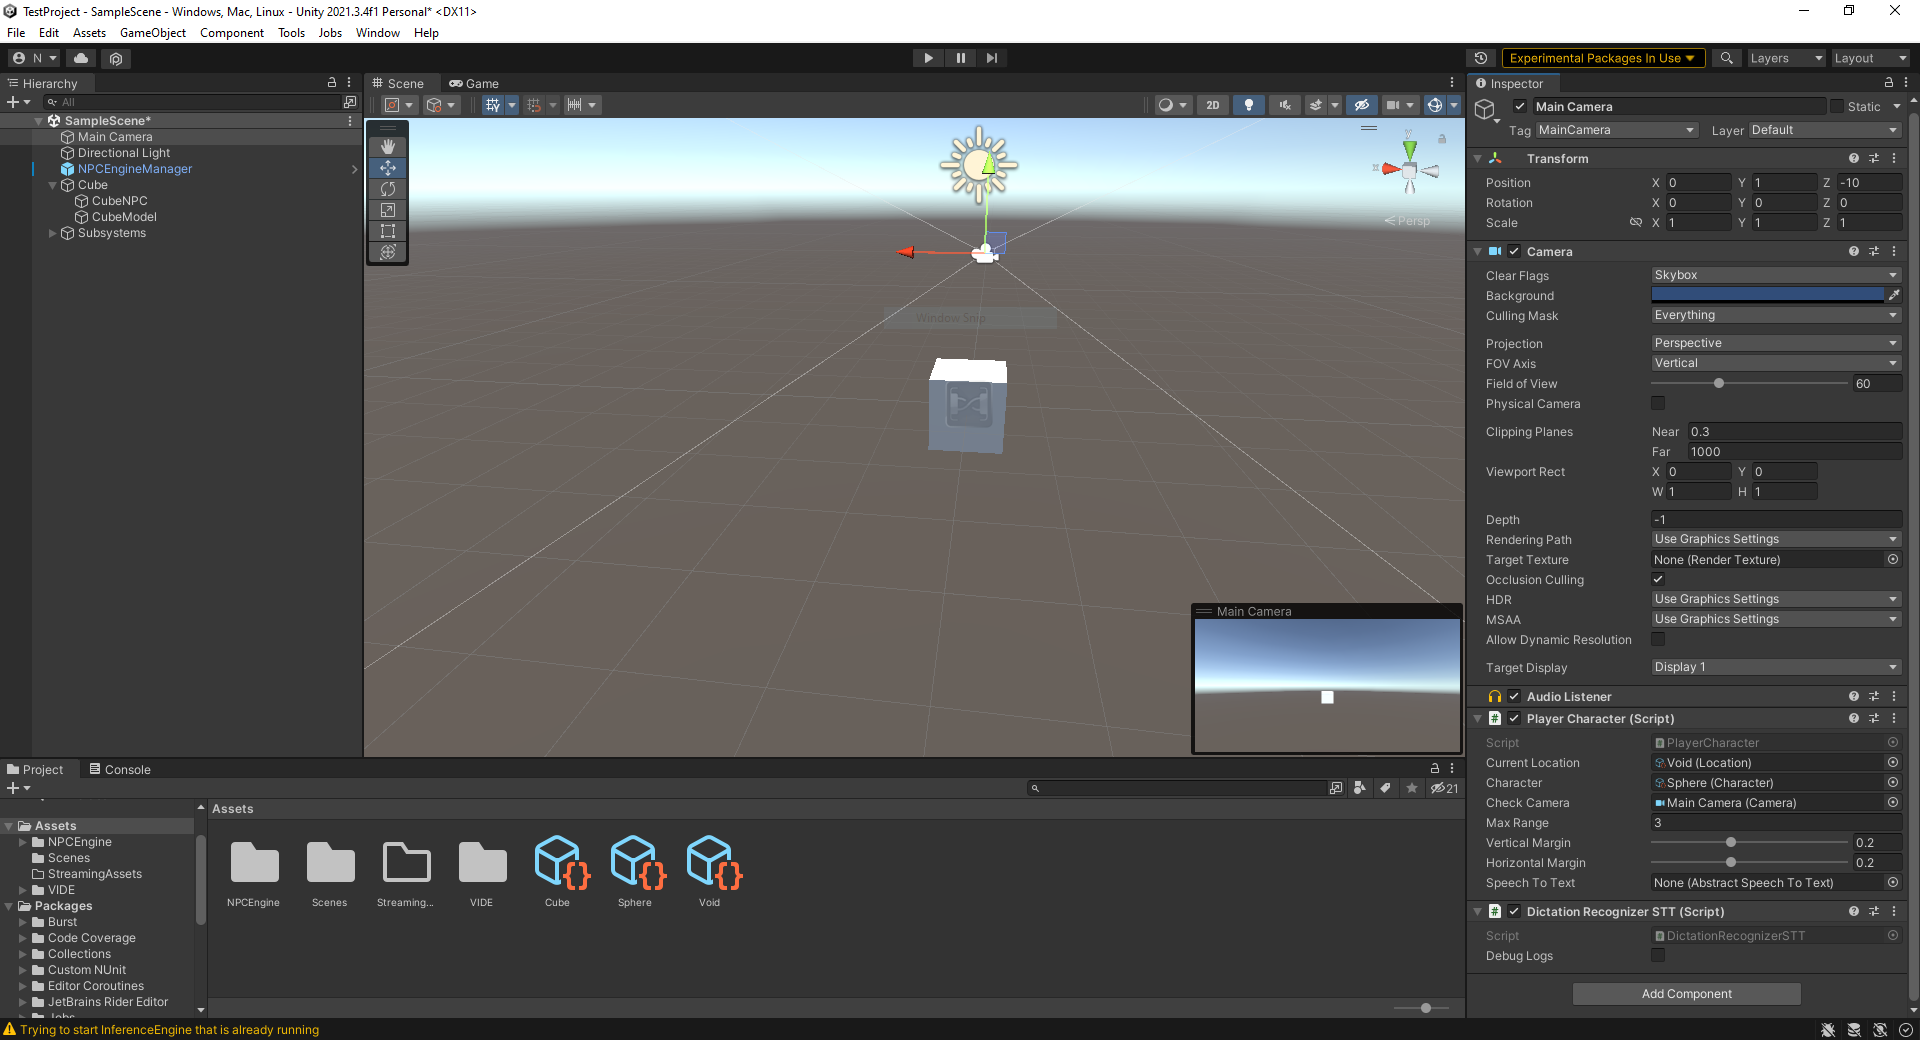 TestProject - SampleScene - Windows, Mac, Linux - Unity 2021.3.4f1 Personal* <DX11>
File Edit Assets GameObject Component Tools Jobs Window Help
N
Experimental Packages In Use
Layers
Layout
Hierarchy
All
SampleScene*
Main Camera
Directional Light
NPCEngineManager
Cube
CubeNPC
CubeModel
Subsystems
Scene
Game
2D
y
x
Persp
Window Snip
Main Camera
Inspector
Main Camera
Static
Tag MainCamera Layer Default
Transform
Position X 0 Y 1 Z -10
Rotation X 0 Y 0 Z 0
Scale X 1 Y 1 Z 1
Camera
Clear Flags Skybox
Background
Culling Mask Everything
Projection Perspective
FOV Axis Vertical
Field of View 60
Physical Camera
Clipping Planes Near 0.3
Far 1000
Viewport Rect X 0 Y 0
W 1 H 1
Depth -1
Rendering Path Use Graphics Settings
Target Texture None (Render Texture)
Occlusion Culling
HDR Use Graphics Settings
MSAA Use Graphics Settings
Allow Dynamic Resolution
Target Display Display 1
Audio Listener
# Player Character (Script)
Script PlayerCharacter
Current Location Void (Location)
Character Sphere (Character)
Check Camera Main Camera (Camera)
Max Range 3
Vertical Margin 0.2
Horizontal Margin 0.2
Speech To Text None (Abstract Speech To Text)
# Dictation Recognizer STT (Script)
Script DictationRecognizerSTT
Debug Logs
Add Component
Project
Console
21
Assets
NPCEngine
Scenes
StreamingAssets
VIDE
Packages
Burst
Code Coverage
Collections
Custom NUnit
Editor Coroutines
JetBrains Rider Editor
Jobs
Assets
NPCEngine
Scenes
Streaming...
VIDE
Cube
Sphere
Void
Trying to start InferenceEngine that is already running